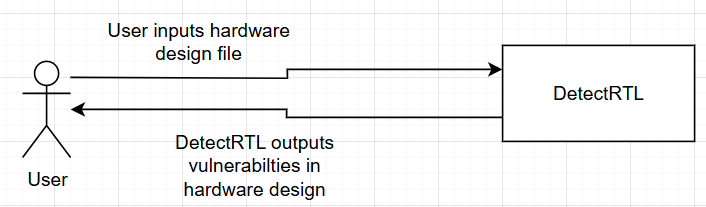 User inputs hardware
design file
DetectRTL
DetectRTL outputs
vulnerabilties in
hardware design
User